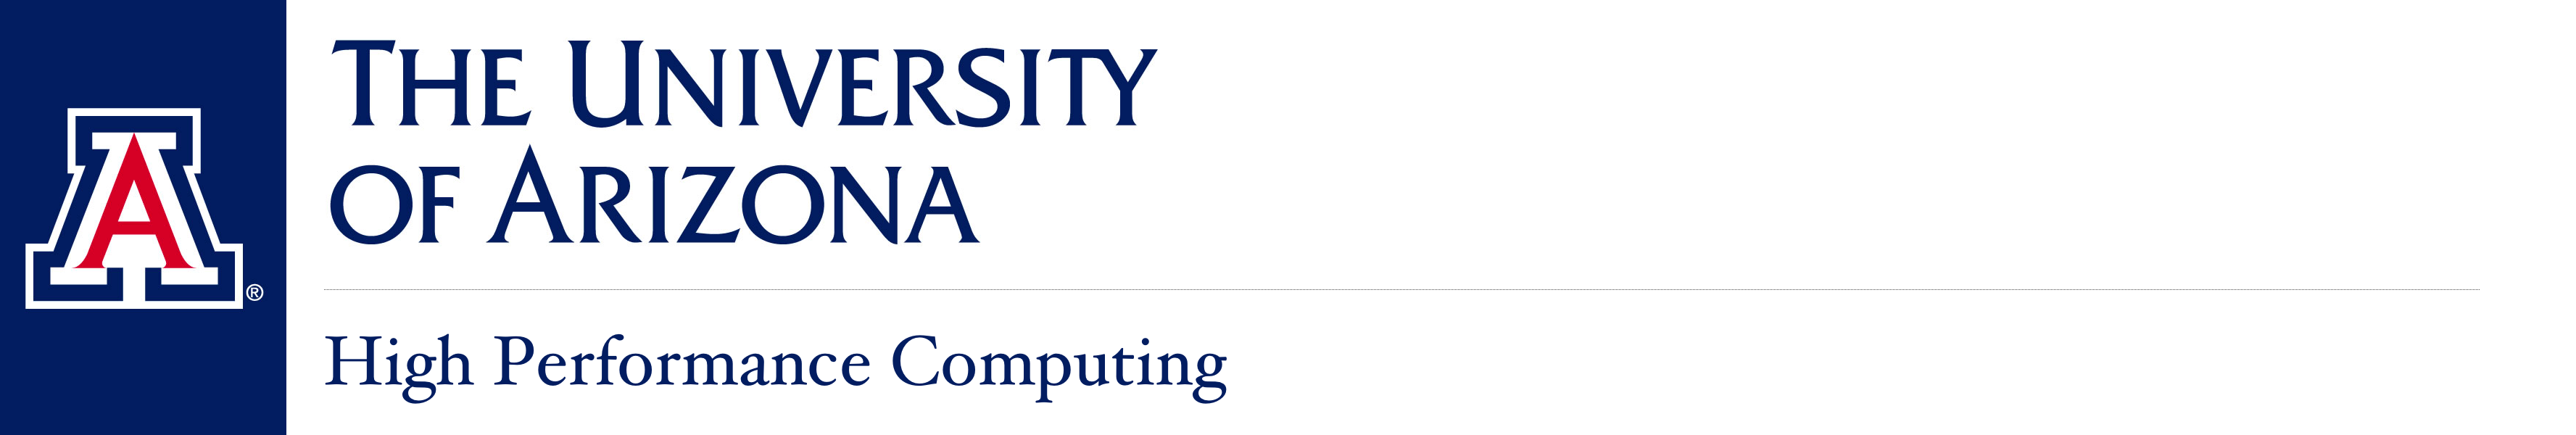 A®
THE UNIVERSITY
OF ARIZONA
High Performance Computing